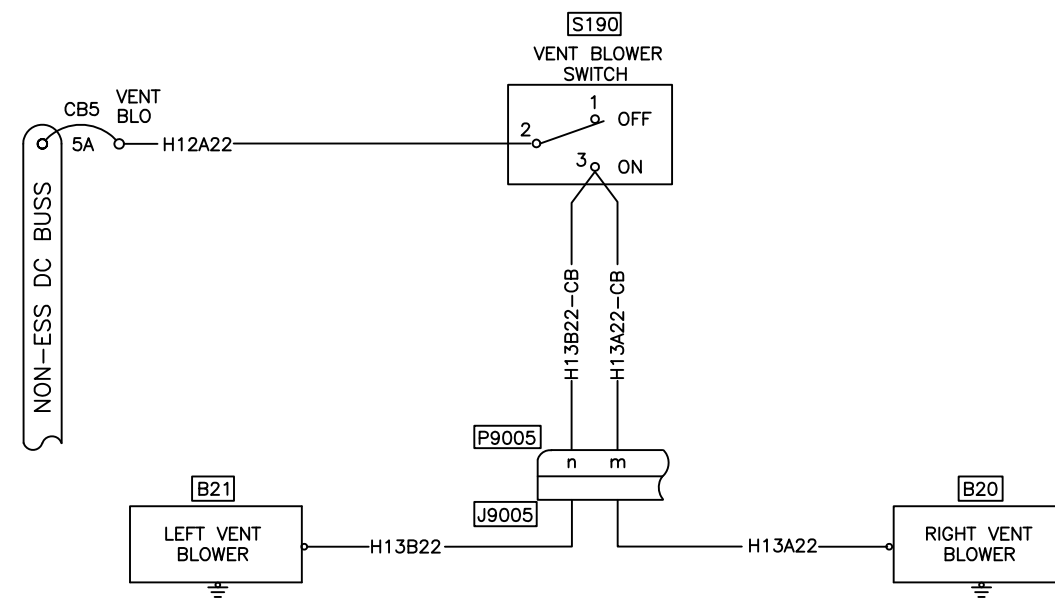 S190
VENT BLOWER
SWITCH
CB5
VENT
BLO
5A
H12A22
1
OFF
2
3
ON
NON-ESS DC BUSS
H13B22-CB
H13A22-CB
P9005
n
m
J9005
B21
LEFT VENT
BLOWER
H13B22
H13A22
B20
RIGHT VENT
BLOWER